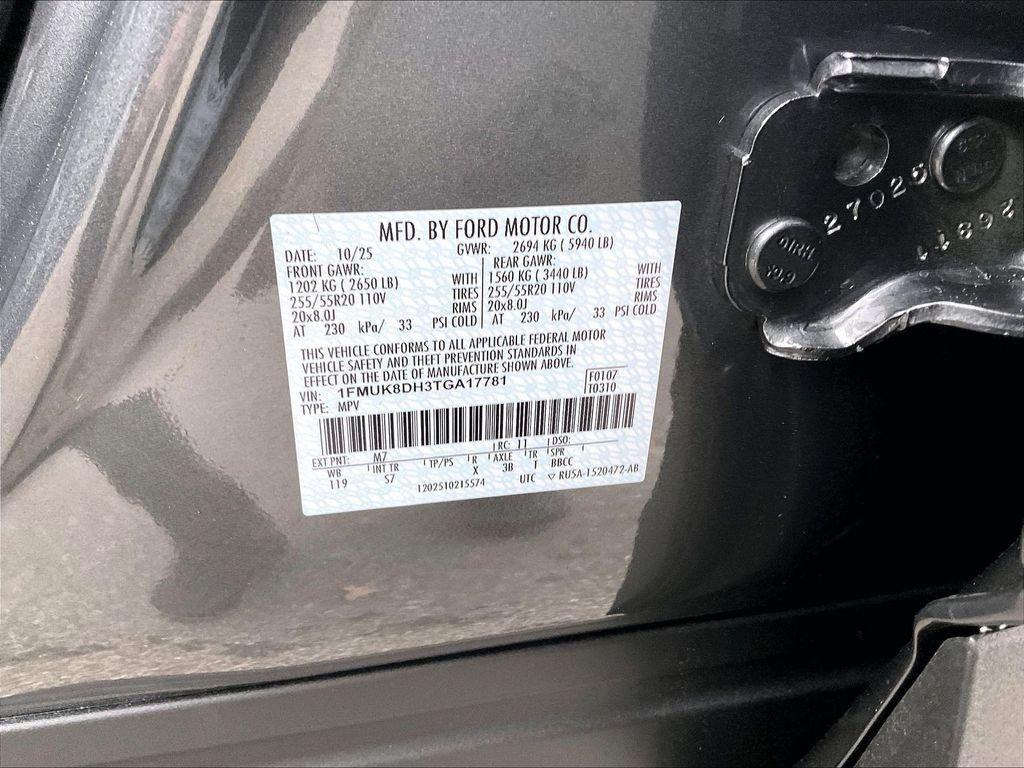 MFD. BY FORD MOTOR CO.
DATE: 10/25 GVWR: 2694 KG ( 5940 LB)
FRONT GAWR: REAR GAWR:
1202 KG ( 2650 LB) WITH 1560 KG ( 3440 LB) WITH
255/55R20 110V TIRES 255/55R20 110V TIRES
20x8.0J RIMS 20x8.0J RIMS
AT 230 kPa/ 33 PSI COLD AT 230 kPa/ 33 PSI COLD
THIS VEHICLE CONFORMS TO ALL APPLICABLE FEDERAL MOTOR
VEHICLE SAFETY AND THEFT PREVENTION STANDARDS IN
EFFECT ON THE DATE OF MANUFACTURE SHOWN ABOVE.
VIN: 1FMUK8DH3TGA17781 F0107
TYPE: MPV T0310
EXT PNT: M7 RC: 11 DSO:
WB INT TR TP/PS R AXLE TR SPR
119 S7 X 3B T BBCC
1202510215574 UTC ▽ RU5A-1520472-AB
27025